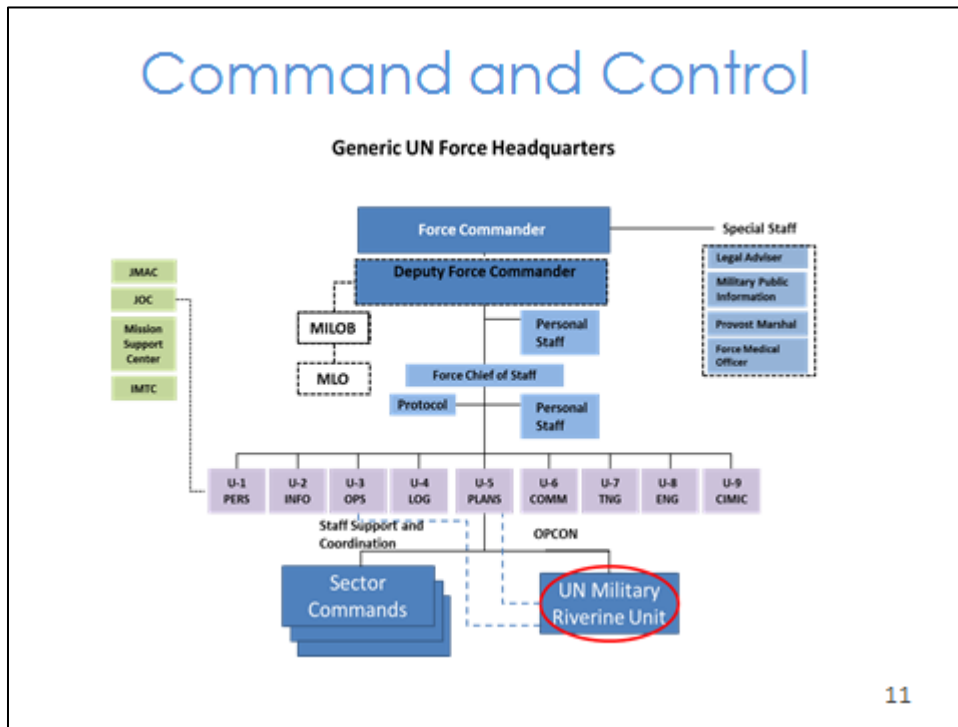 Command and Control
Generic UN Force Headquarters
Force Commander
Special Staff
Deputy Force Commander
Legal Adviser
Military Public
Information
Provost Marshal
Force Medical
Officer
JMAC
JOC
Mission
Support
Center
IMTC
MILOB
MLO
Personal
Staff
Force Chief of Staff
Protocol
Personal
Staff
U-1
PERS
U-2
INFO
U-3
OPS
U-4
LOG
U-5
PLANS
U-6
COMM
U-7
TNG
U-8
ENG
U-9
CIMIC
Staff Support and
Coordination
OPCON
Sector
Commands
UN Military
Riverine Unit
11